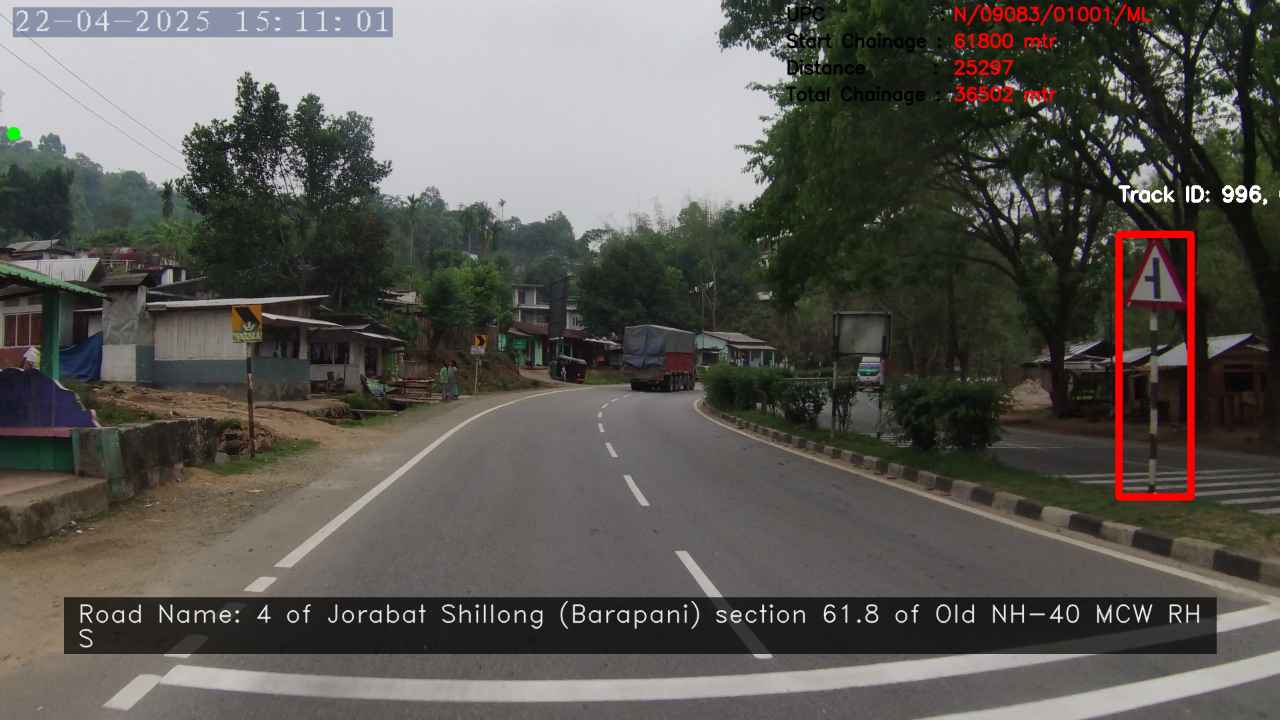 22-04-2025 15:11:01
UPC : N/09083/01001/ML
Start Chainage : 61800 mtr
Distance : 25297
Total Chainage : 36502 mtr
Track ID: 996,
Road Name: 4 of Jorabat Shillong (Barapani) section 61.8 of Old NH-40 MCW RH
S